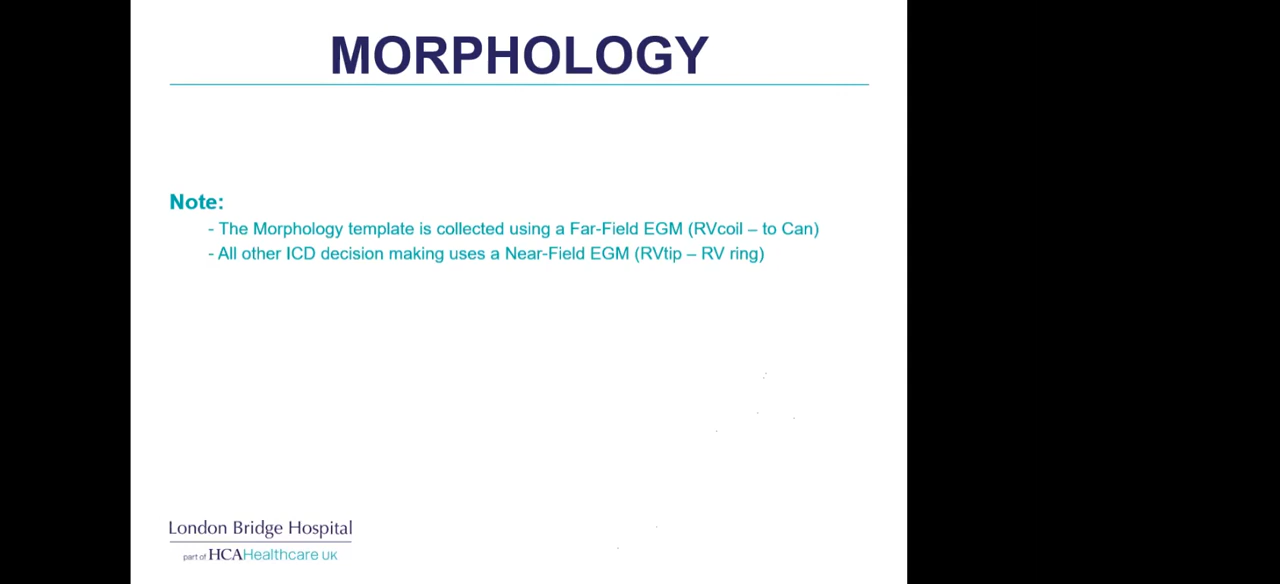 MORPHOLOGY
Note:
- The Morphology template is collected using a Far-Field EGM (RVcoil – to Can)
- All other ICD decision making uses a Near-Field EGM (RVtip – RV ring)
London Bridge Hospital
part of HCAHealthcare UK